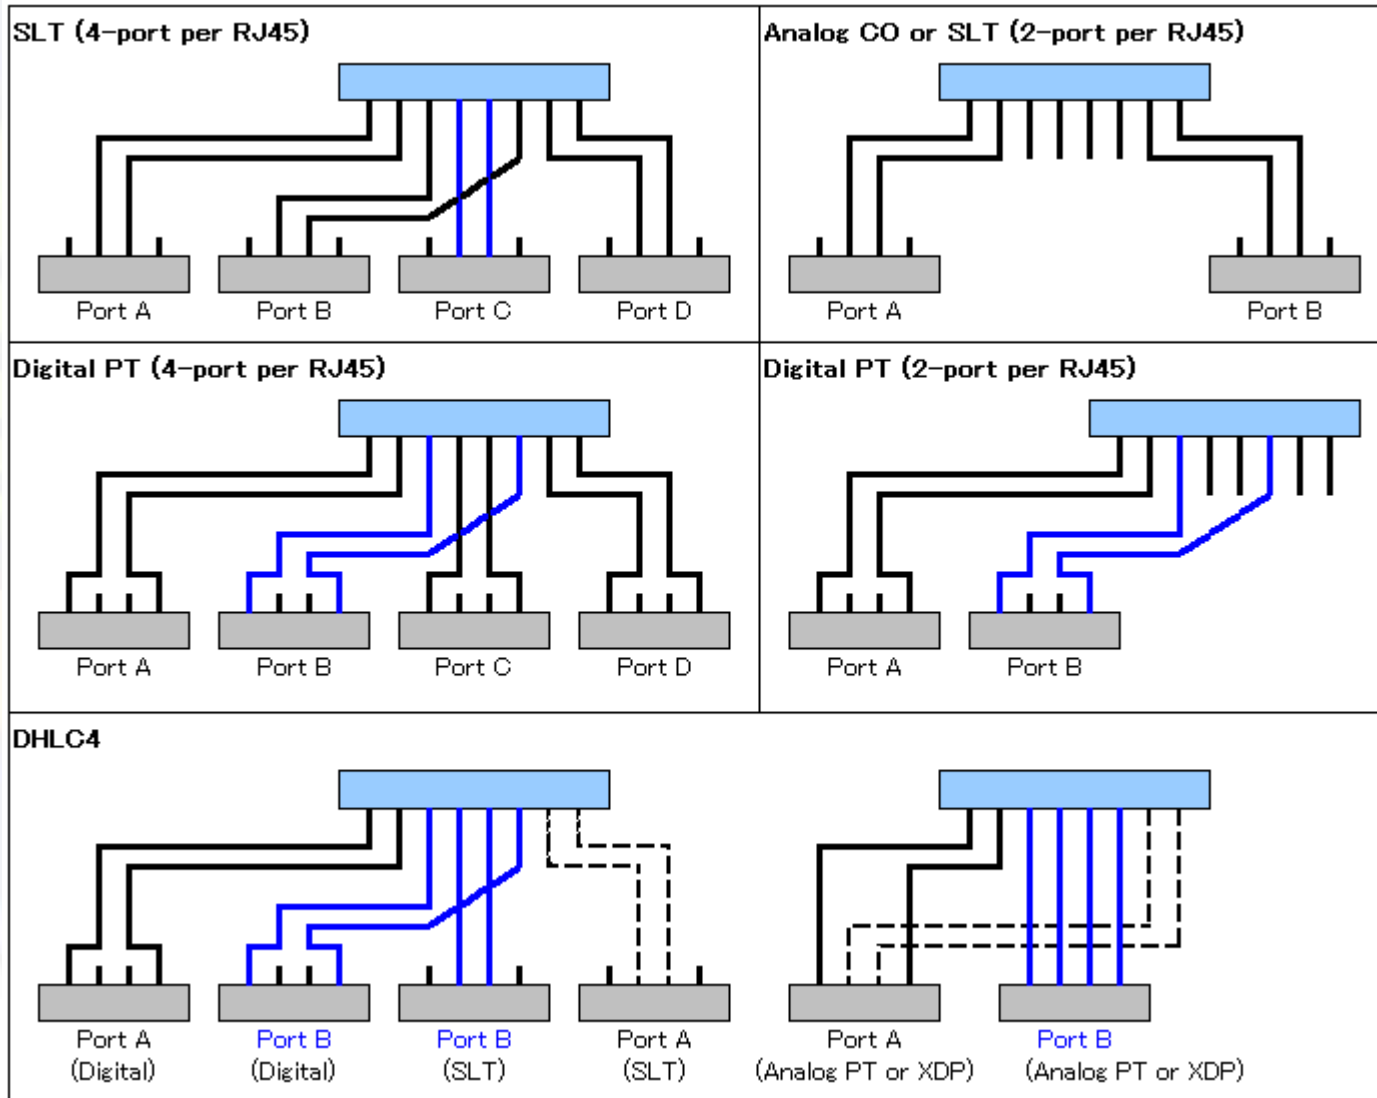 SLT (4-port per RJ45)
Analog CO or SLT (2-port per RJ45)
Port A
Port B
Port C
Port D
Port A
Port B
Digital PT (4-port per RJ45)
Digital PT (2-port per RJ45)
Port A
Port B
Port C
Port D
Port A
Port B
DHLC4
Port A
(Digital)
Port B
(Digital)
Port B
(SLT)
Port A
(SLT)
Port A
(Analog PT or XDP)
Port B
(Analog PT or XDP)